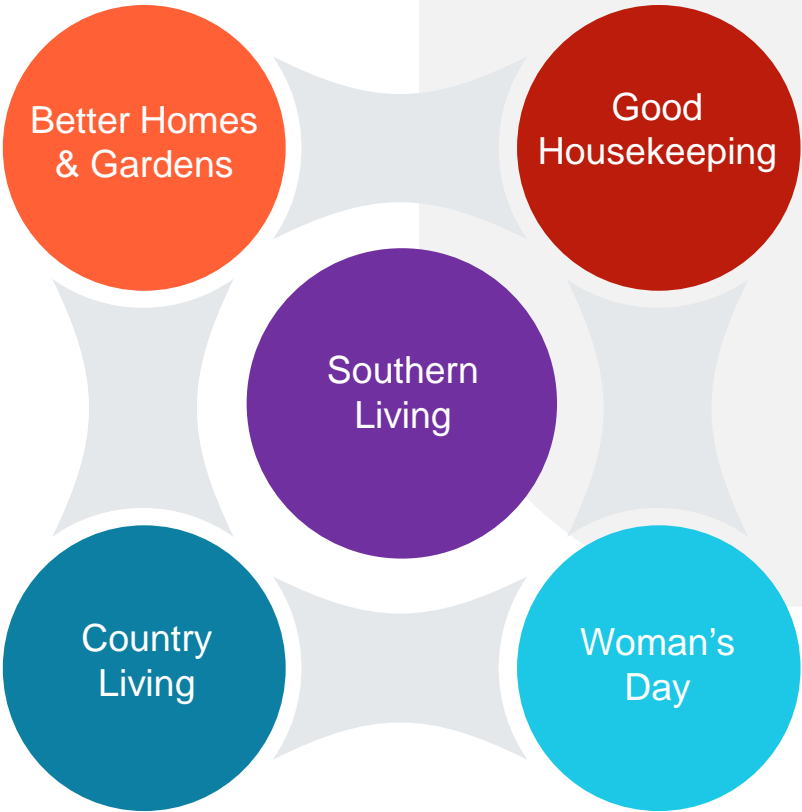 Better Homes
& Gardens
Good
Housekeeping
Southern
Living
Country
Living
Woman’s
Day